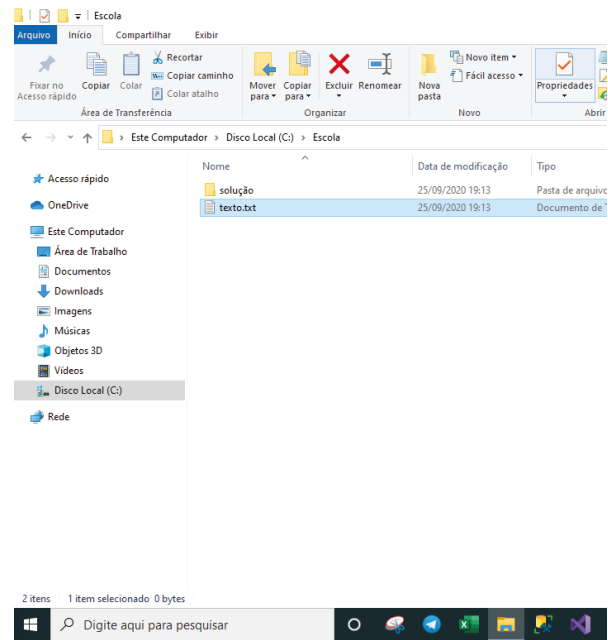 Escola
Arquivo Início Compartilhar Exibir
Fixar no Acesso rápido
Copiar
Colar
Recortar
Copiar caminho
Colar atalho
Mover para
Copiar para
Excluir
Renomear
Nova pasta
Novo item
Fácil acesso
Propriedades
Área de Transferência Organizar Novo Abrir
Este Computador > Disco Local (C:) > Escola
Nome Data de modificação Tipo
solução 25/09/2020 19:13 Pasta de arquivo
texto.txt 25/09/2020 19:13 Documento de T
Acesso rápido
OneDrive
Este Computador
Área de Trabalho
Documentos
Downloads
Imagens
Músicas
Objetos 3D
Vídeos
Disco Local (C:)
Rede
2 itens 1 item selecionado 0 bytes
Digite aqui para pesquisar